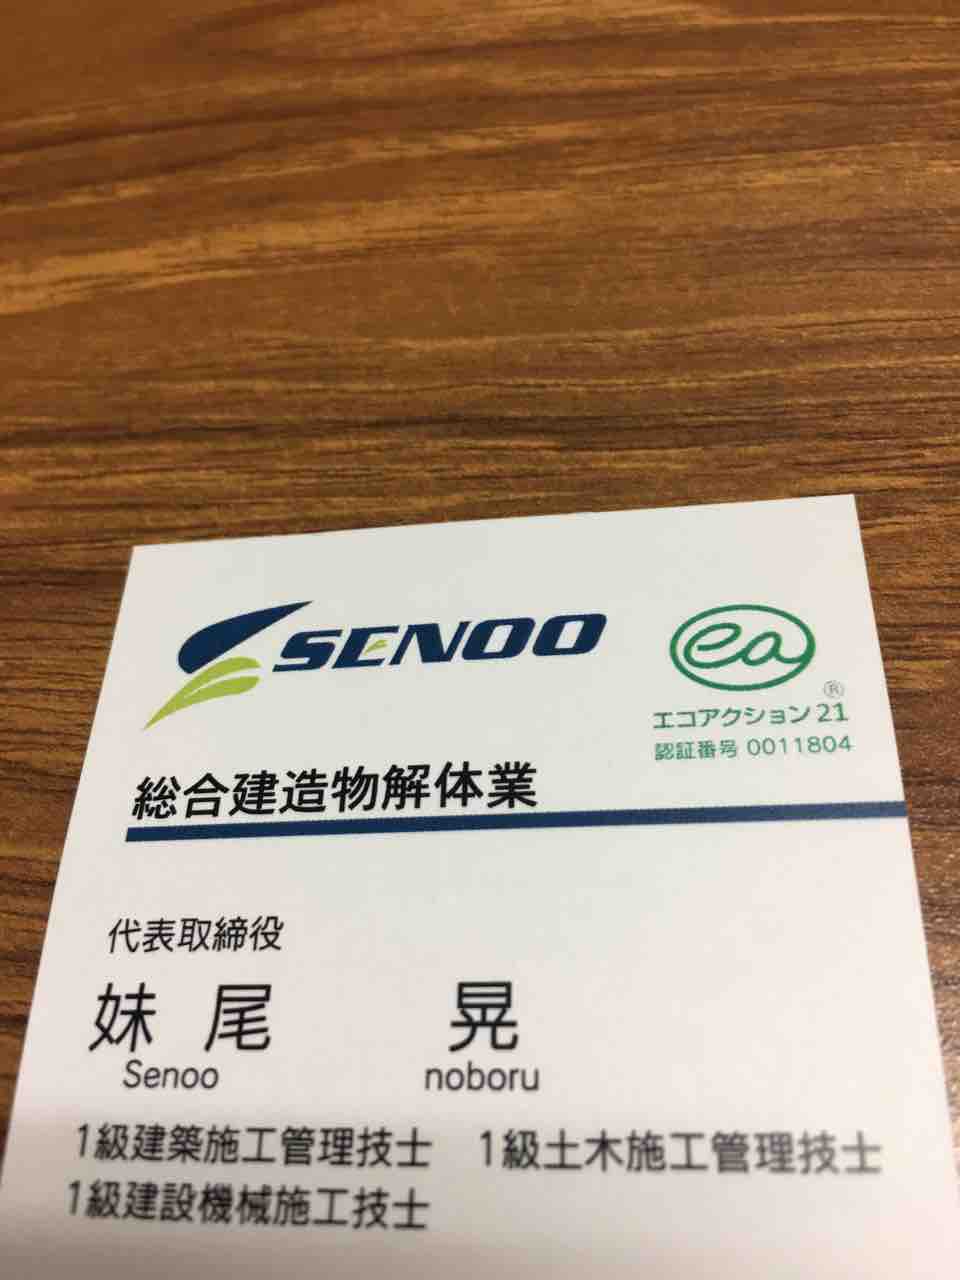 SENOO
ea
®
エコアクション21
認証番号 0011804
総合建造物解体業
代表取締役
妹尾 晃
Senoo noboru
1級建築施工管理技士 1級土木施工管理技士
1級建設機械施工技士